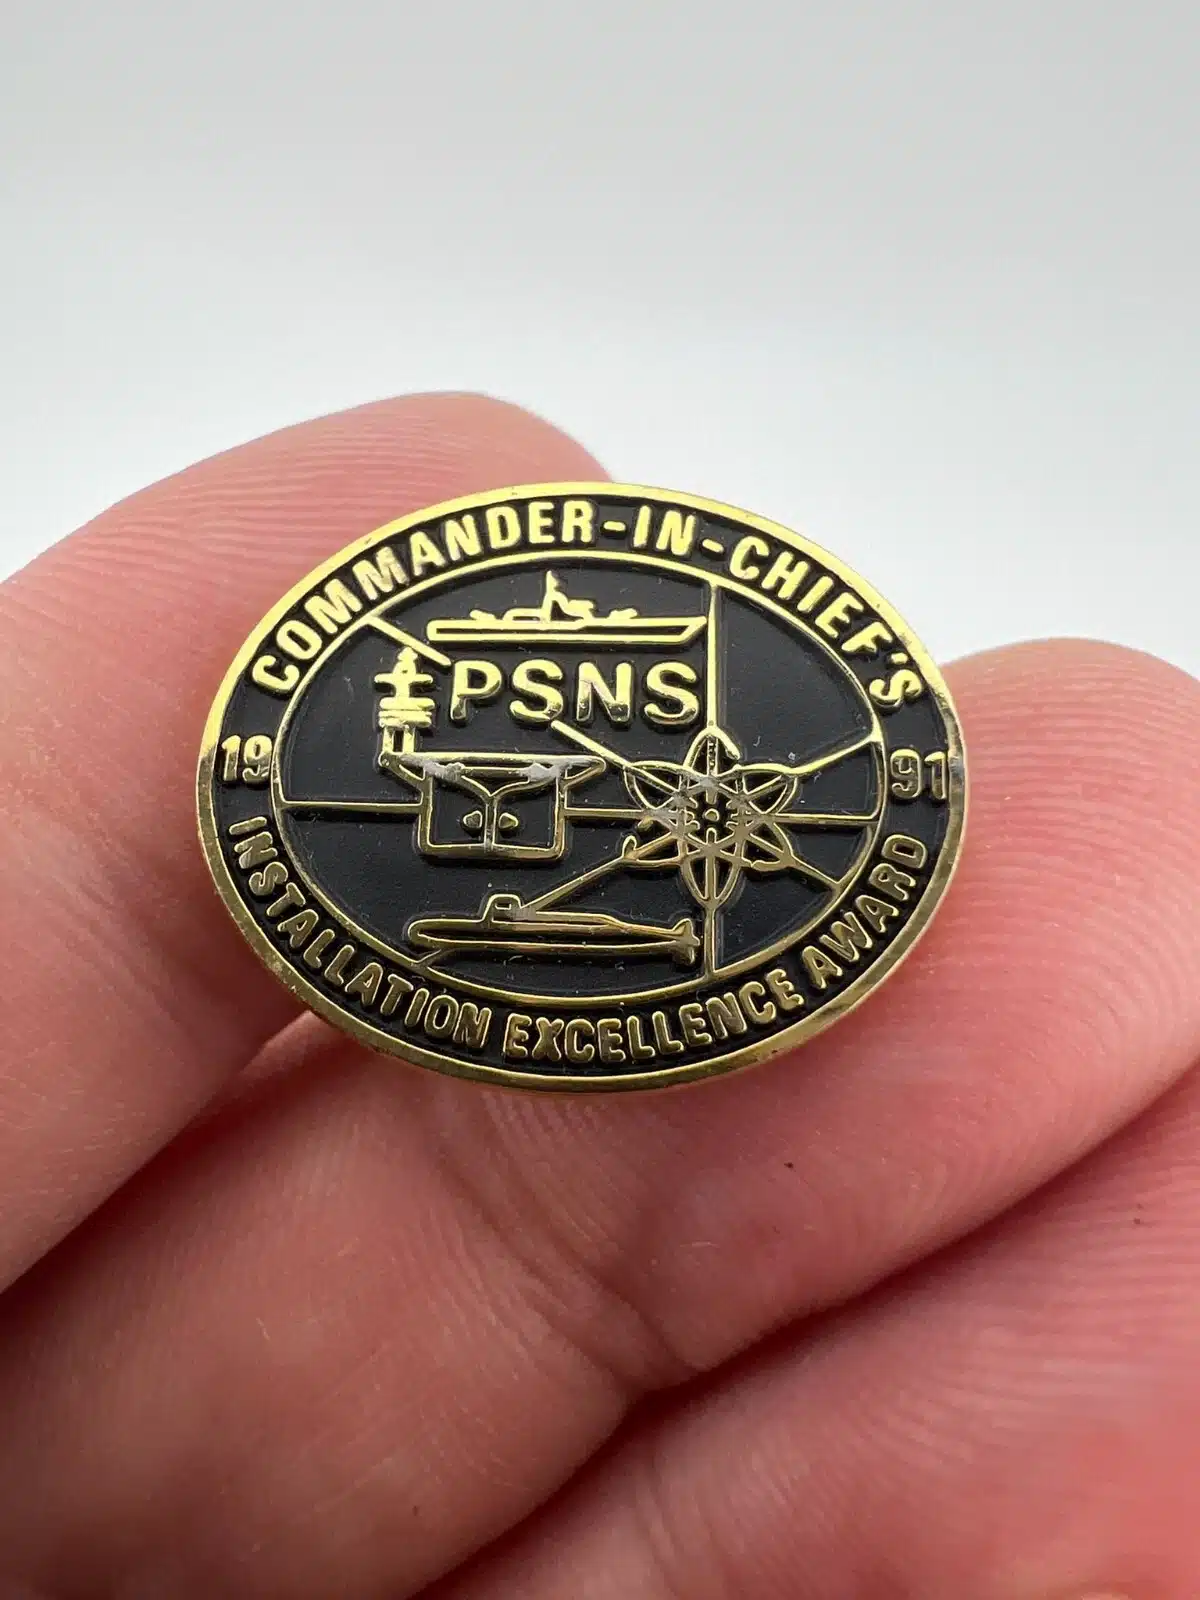 COMMANDER-IN-CHIEF'S
PSNS
19 91
INSTALLATION EXCELLENCE AWARD